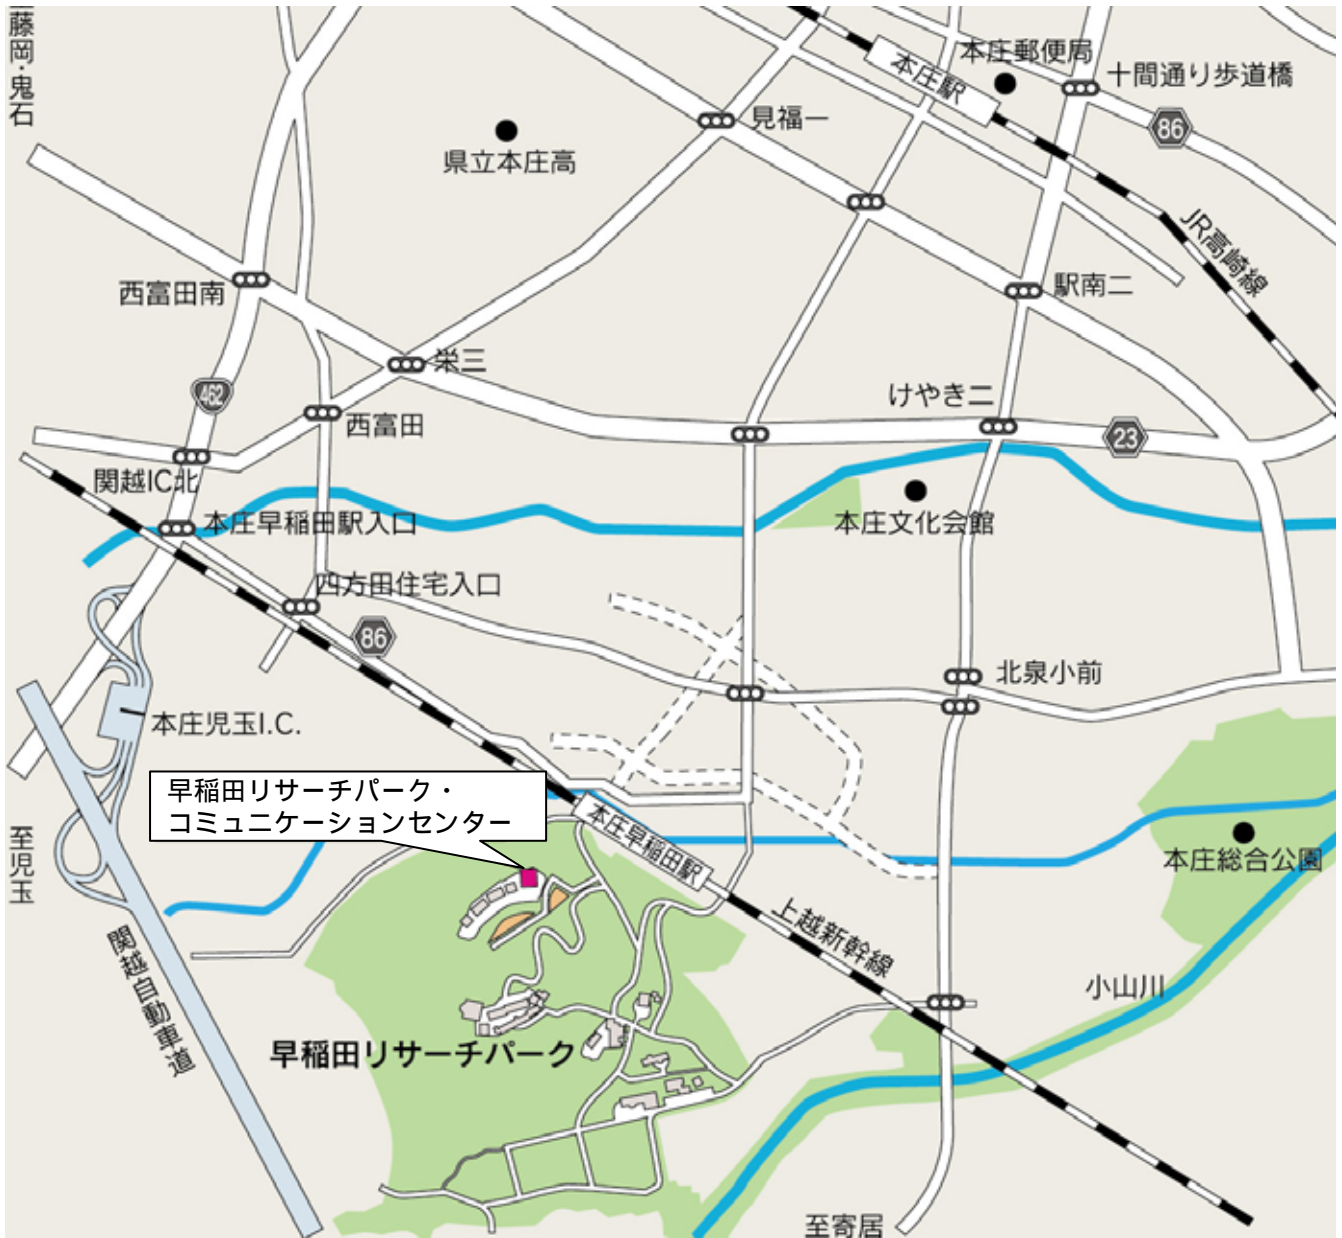 藤岡・鬼石
本庄駅
本庄郵便局
十間通り歩道橋
86
見福一
県立本庄高
JR高崎線
西富田南
駅南二
栄三
462
けやき二
西富田
23
関越IC北
本庄文化会館
本庄早稲田駅入口
四方田住宅入口
86
北泉小前
本庄児玉I.C.
早稲田リサーチパーク・
コミュニケーションセンター
至児玉
本庄早稲田駅
本庄総合公園
上越新幹線
関越自動車道
小山川
早稲田リサーチパーク
至寄居